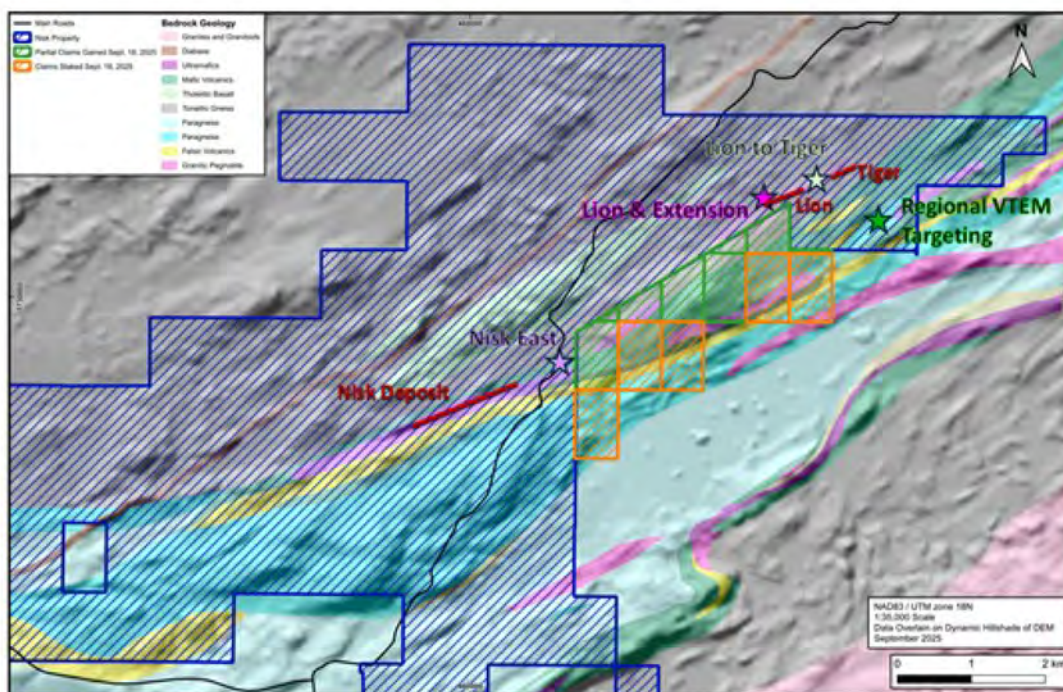 Main Roads
Nisk Property
Partial Claims Gained Sept. 18, 2025
Claims Staked Sept. 18, 2025
Bedrock Geology
Granites and Granitoids
Diabase
Ultramafics
Mafic Volcanics
Tholeiitic Basalt
Tonalitic Gneiss
Paragneiss
Paragneiss
Felsic Volcanics
Granitic Pegmatite
N
Lion to Tiger
Tiger
Lion & Extension
Lion
Regional VTEM
Targeting
Nisk East
Nisk Deposit
NAD83 / UTM zone 18N
1:35,000 Scale
Data Overlain on Dynamic Hillshade of DEM
September 2025
0 1 2 km